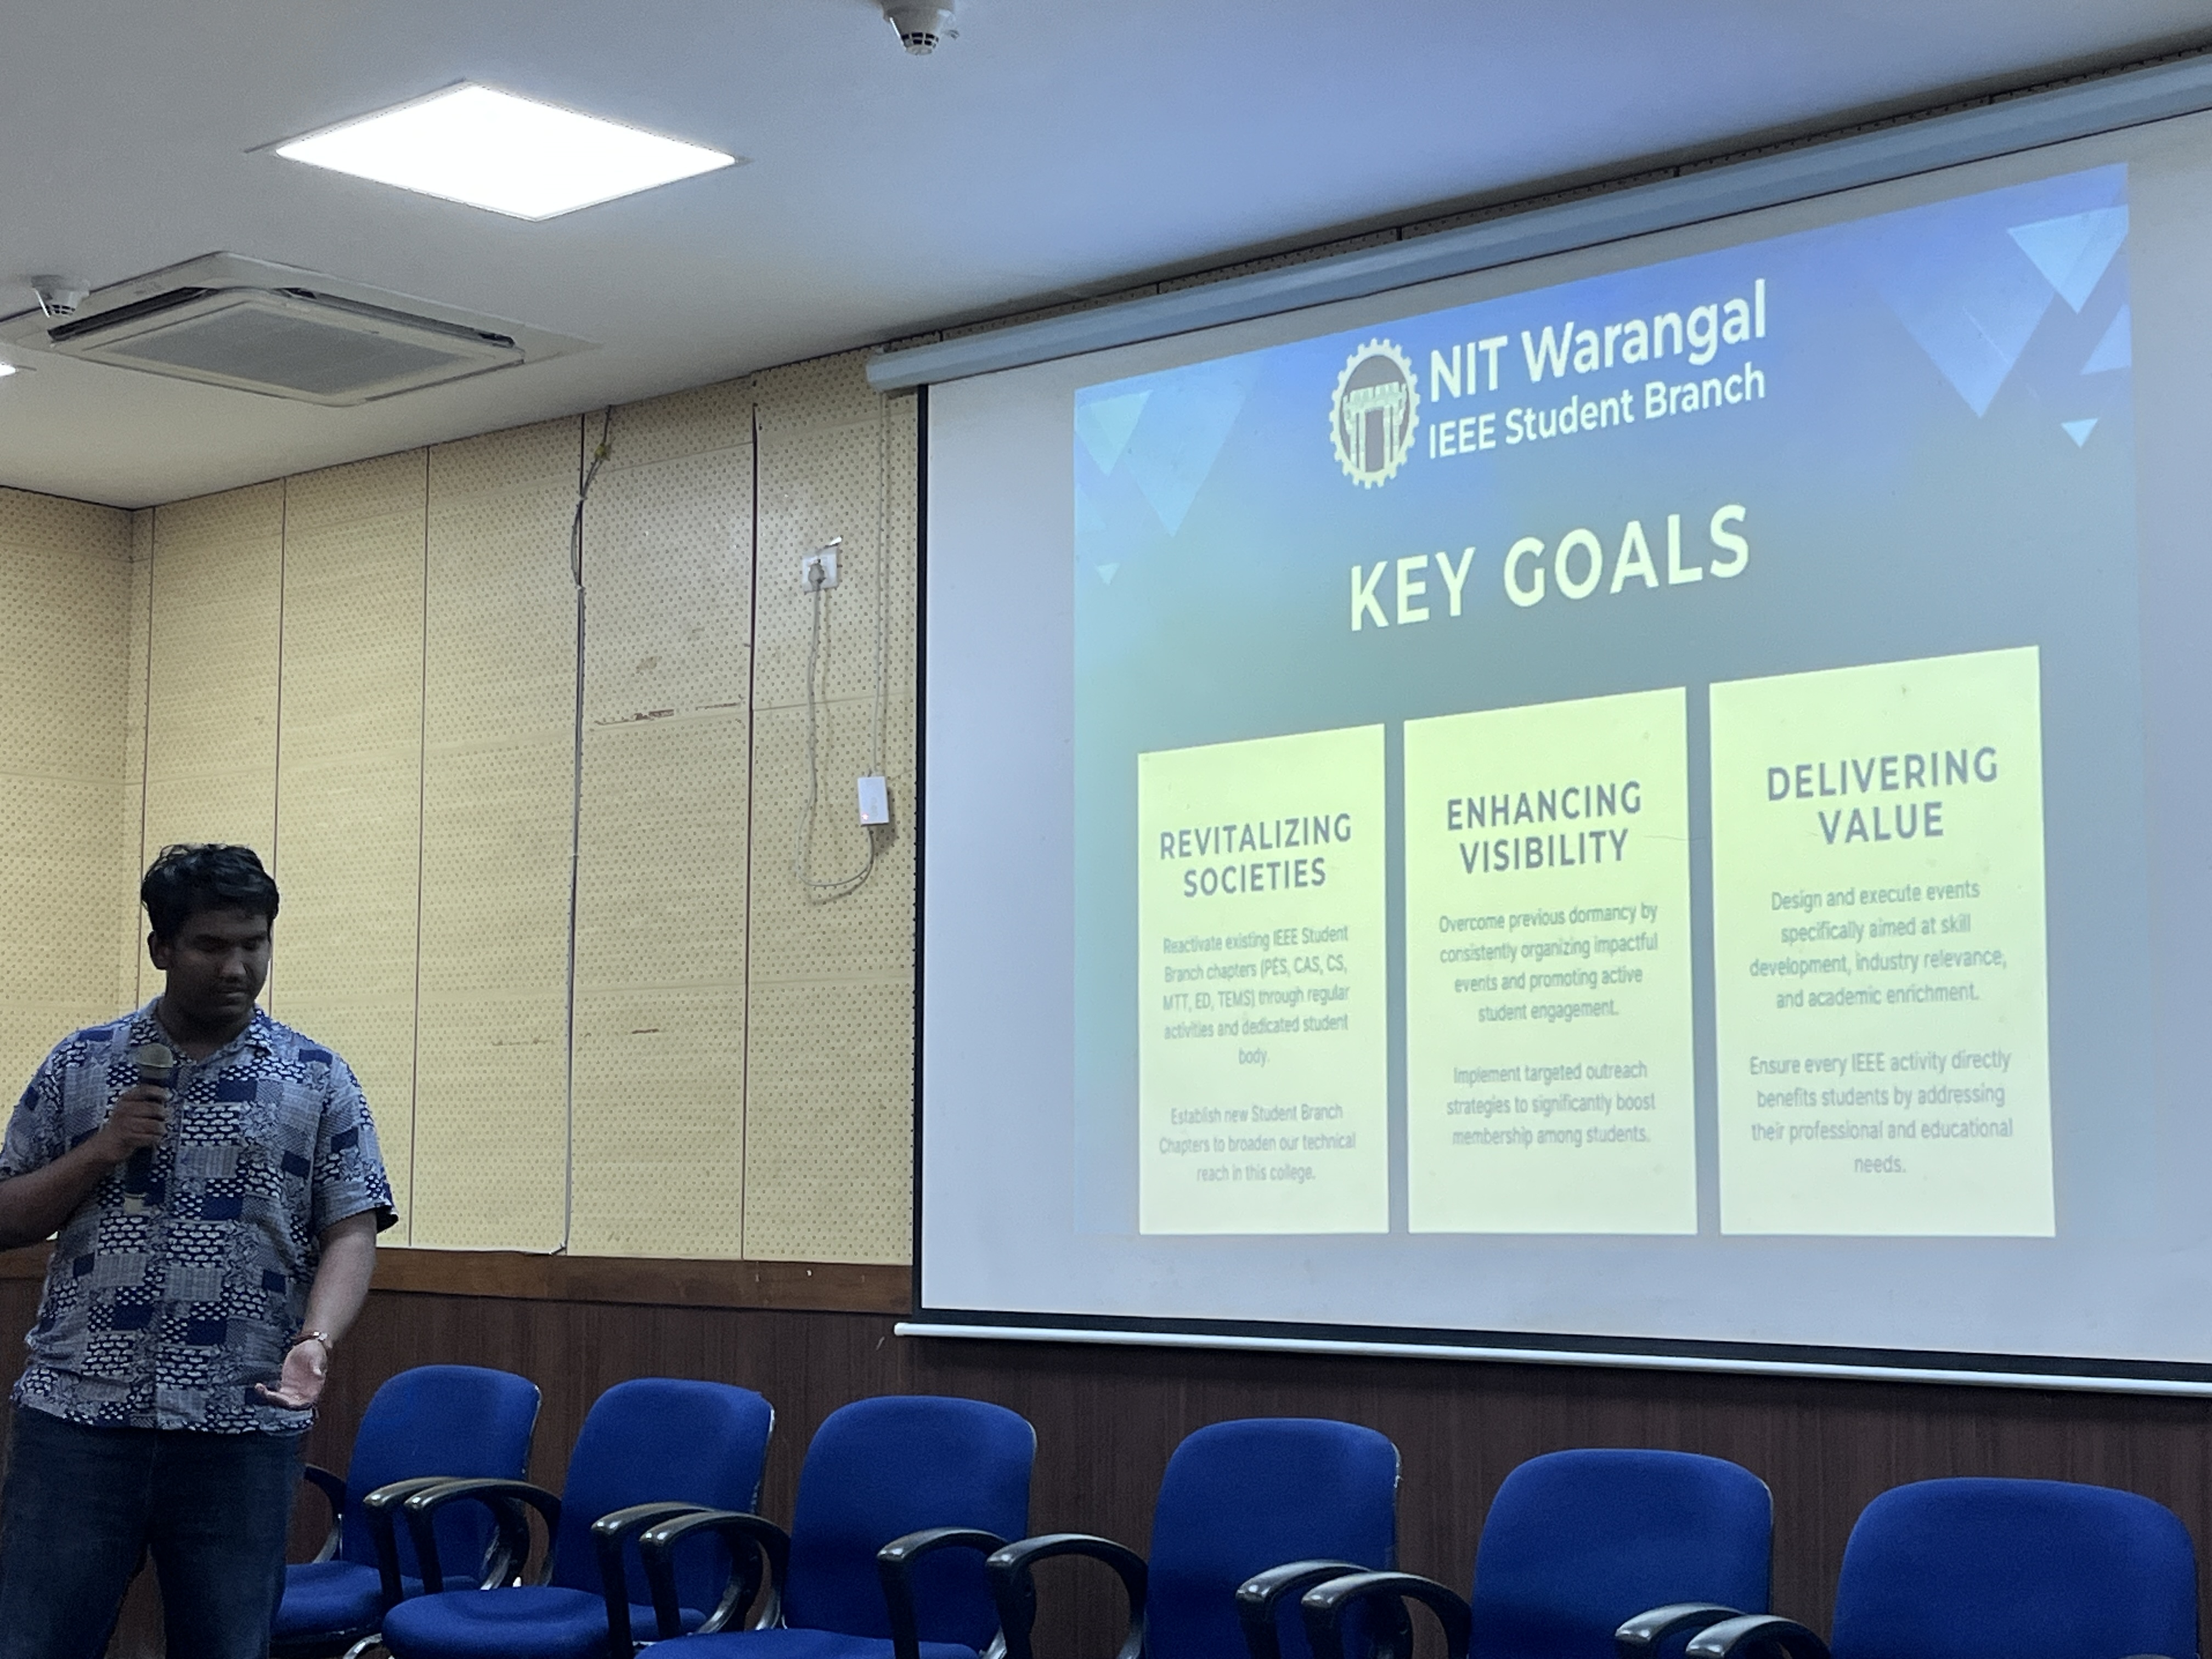 NIT Warangal
IEEE Student Branch
KEY GOALS
REVITALIZING
SOCIETIES
Reactivate existing IEEE Student
Branch chapters (PES, CAS, CS,
MTT, ED, TEMS) through regular
activities and dedicated student
body.
Establish new Student Branch
Chapters to broaden our technical
reach in this college.
ENHANCING
VISIBILITY
Overcome previous dormancy by
consistently organizing impactful
events and promoting active
student engagement.
Implement targeted outreach
strategies to significantly boost
membership among students.
DELIVERING
VALUE
Design and execute events
specifically aimed at skill
development, industry relevance,
and academic enrichment.
Ensure every IEEE activity directly
benefits students by addressing
their professional and educational
needs.